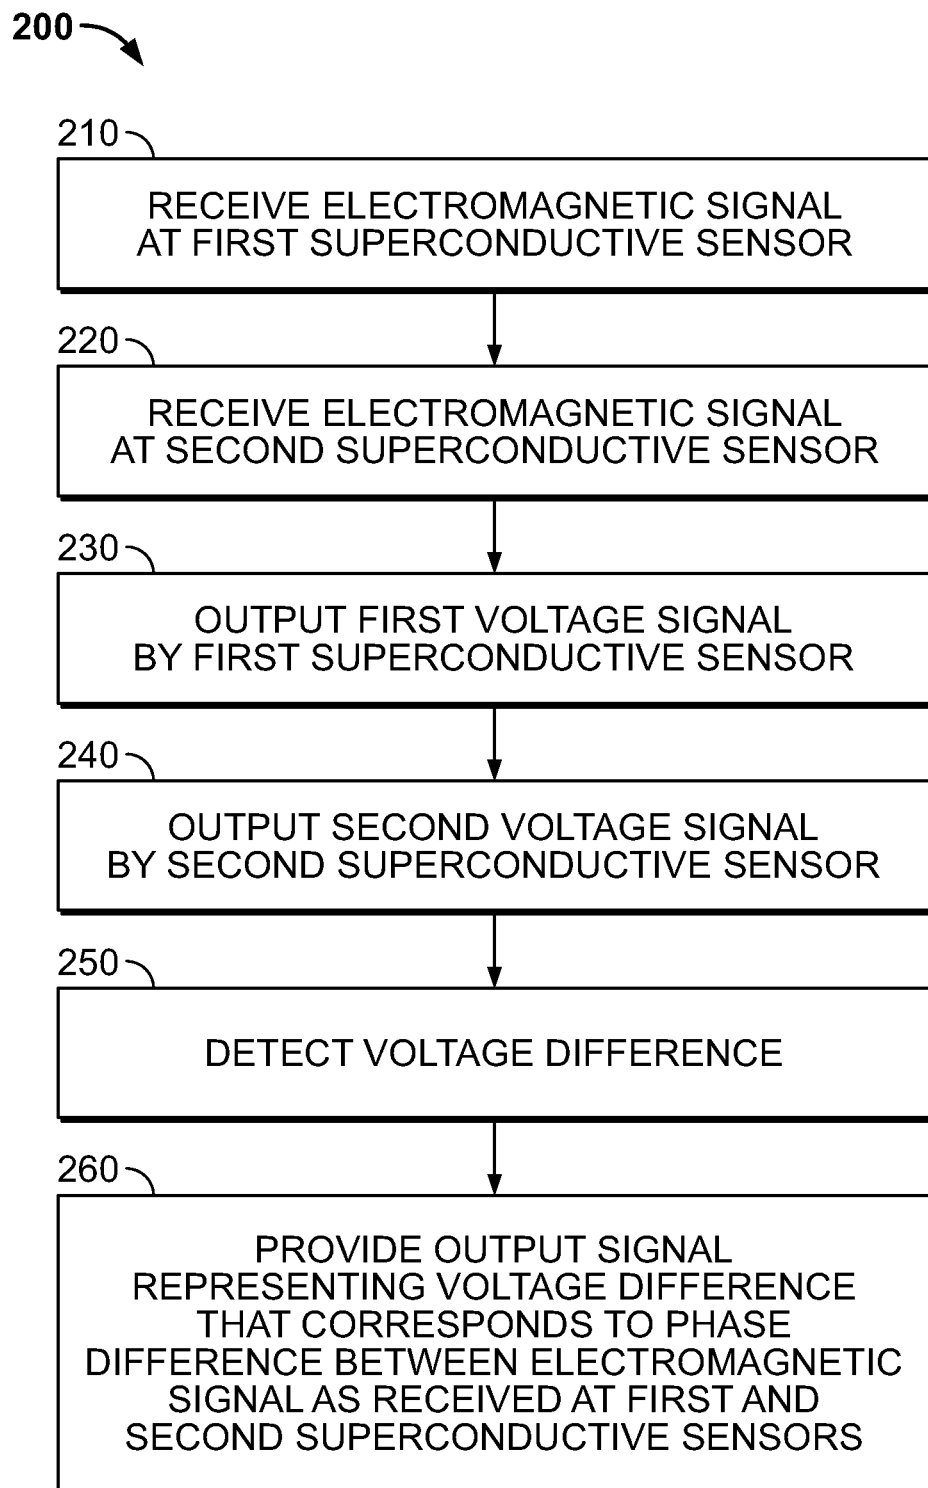 200
210
RECEIVE ELECTROMAGNETIC SIGNAL
AT FIRST SUPERCONDUCTIVE SENSOR
220
RECEIVE ELECTROMAGNETIC SIGNAL
AT SECOND SUPERCONDUCTIVE SENSOR
230
OUTPUT FIRST VOLTAGE SIGNAL
BY FIRST SUPERCONDUCTIVE SENSOR
240
OUTPUT SECOND VOLTAGE SIGNAL
BY SECOND SUPERCONDUCTIVE SENSOR
250
DETECT VOLTAGE DIFFERENCE
260
PROVIDE OUTPUT SIGNAL
REPRESENTING VOLTAGE DIFFERENCE
THAT CORRESPONDS TO PHASE
DIFFERENCE BETWEEN ELECTROMAGNETIC
SIGNAL AS RECEIVED AT FIRST AND
SECOND SUPERCONDUCTIVE SENSORS